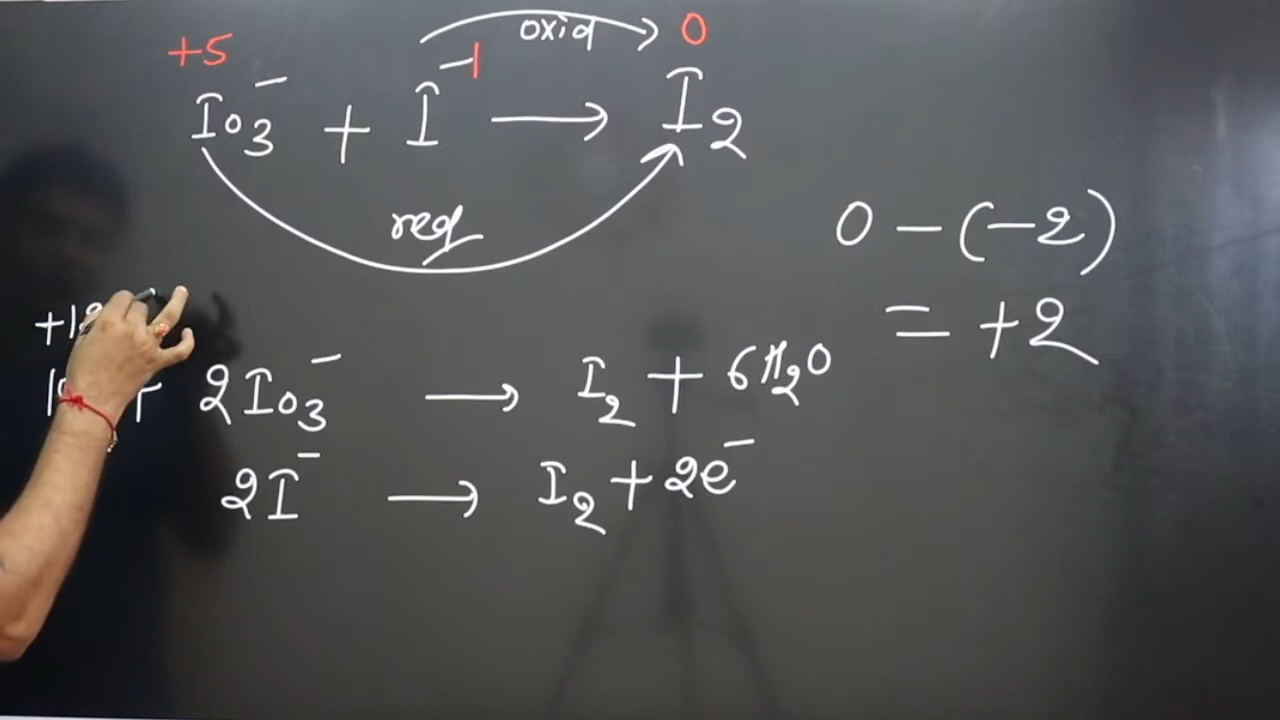 oxid
+5 -1 0
IO3⁻ + I → I2
red
0 - (-2)
= +2
+12
2IO3⁻ → I2 + 6H2O
2I⁻ → I2 + 2e⁻